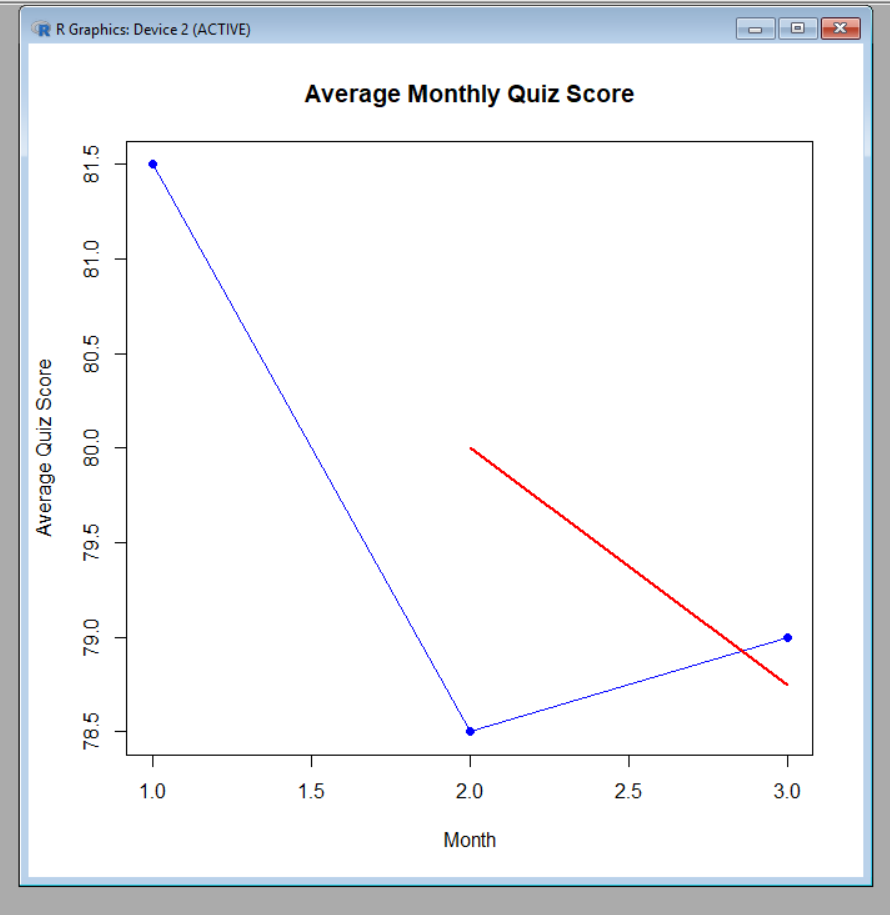 R Graphics: Device 2 (ACTIVE)
Average Monthly Quiz Score
81.5
81.0
80.5
80.0
79.5
79.0
78.5
Average Quiz Score
1.0 1.5 2.0 2.5 3.0
Month